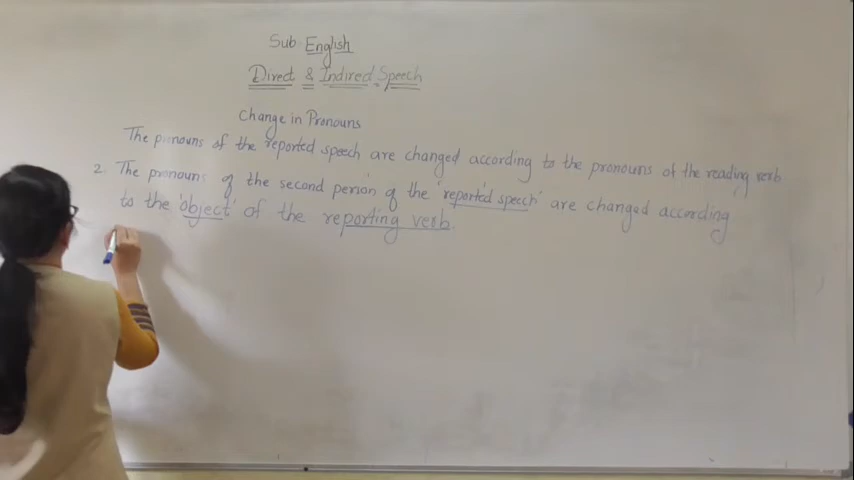 Sub English
Direct & Indirect Speech
Change in Pronouns
The pronouns of the reported speech are changed according to the pronouns of the reading verb
2. The pronouns of the second person of the 'reported speech' are changed according
to the 'object' of the reporting verb.